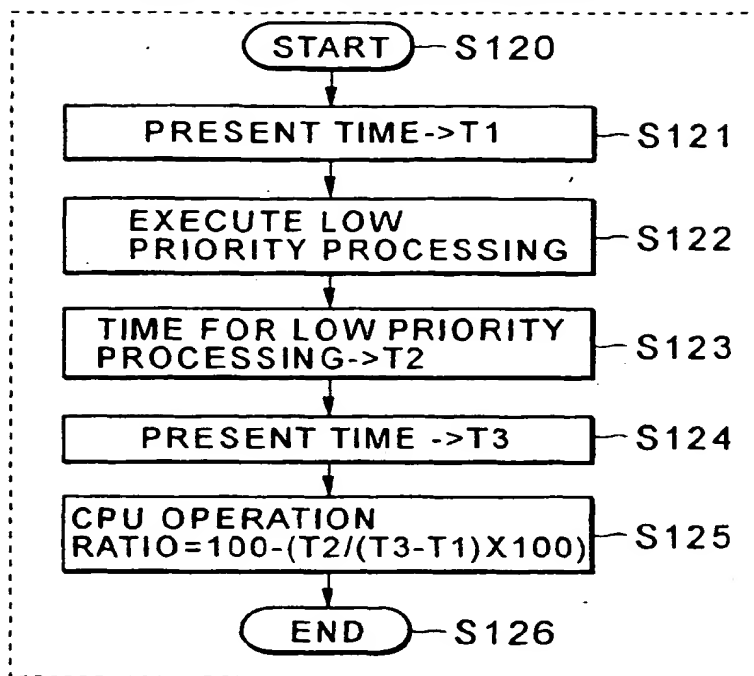 START S120
PRESENT TIME->T1 S121
EXECUTE LOW
PRIORITY PROCESSING S122
TIME FOR LOW PRIORITY
PROCESSING->T2 S123
PRESENT TIME ->T3 S124
CPU OPERATION
RATIO=100-(T2/(T3-T1)X100) S125
END S126